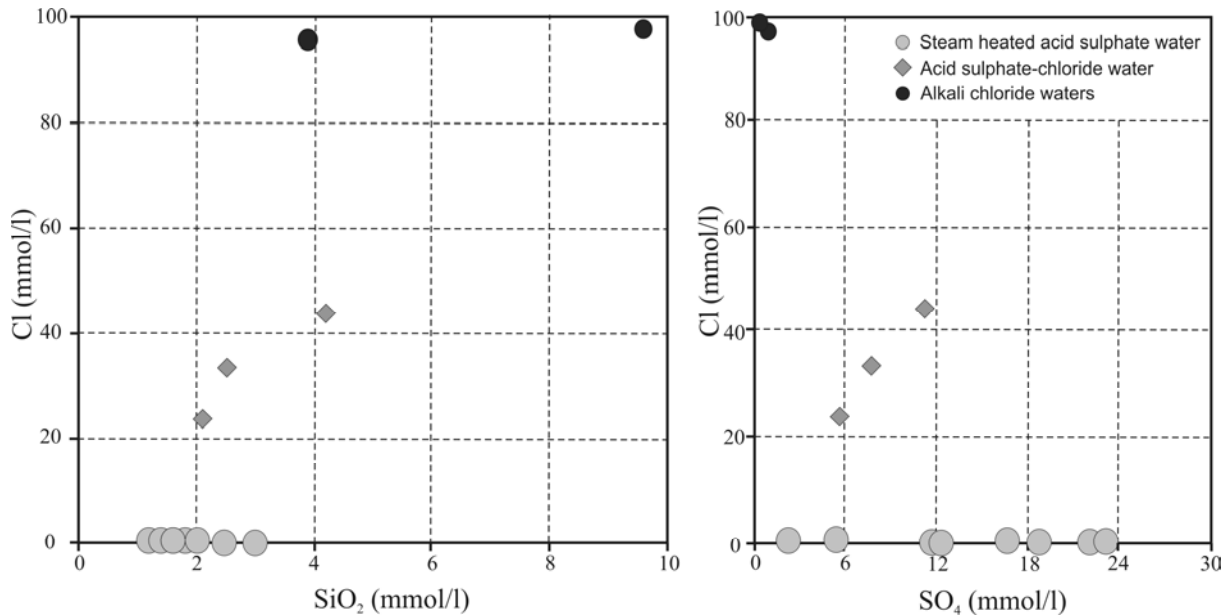 100
80
60
40
20
0
Cl (mmol/l)
0 2 4 6 8 10
SiO₂ (mmol/l)
100
80
60
40
20
0
Cl (mmol/l)
Steam heated acid sulphate water
Acid sulphate-chloride water
Alkali chloride waters
0 6 12 18 24 30
SO₄ (mmol/l)